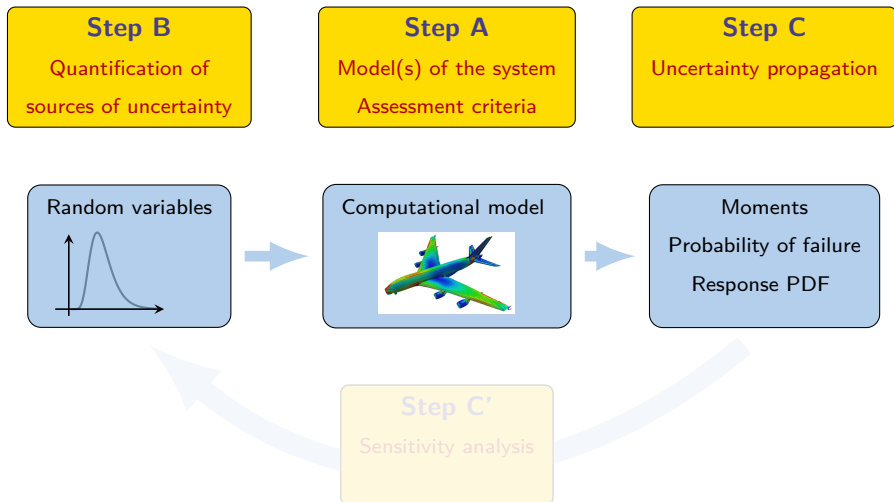 Step B
Quantification of
sources of uncertainty
Step A
Model(s) of the system
Assessment criteria
Step C
Uncertainty propagation
Random variables
Computational model
Moments
Probability of failure
Response PDF
Step C'
Sensitivity analysis